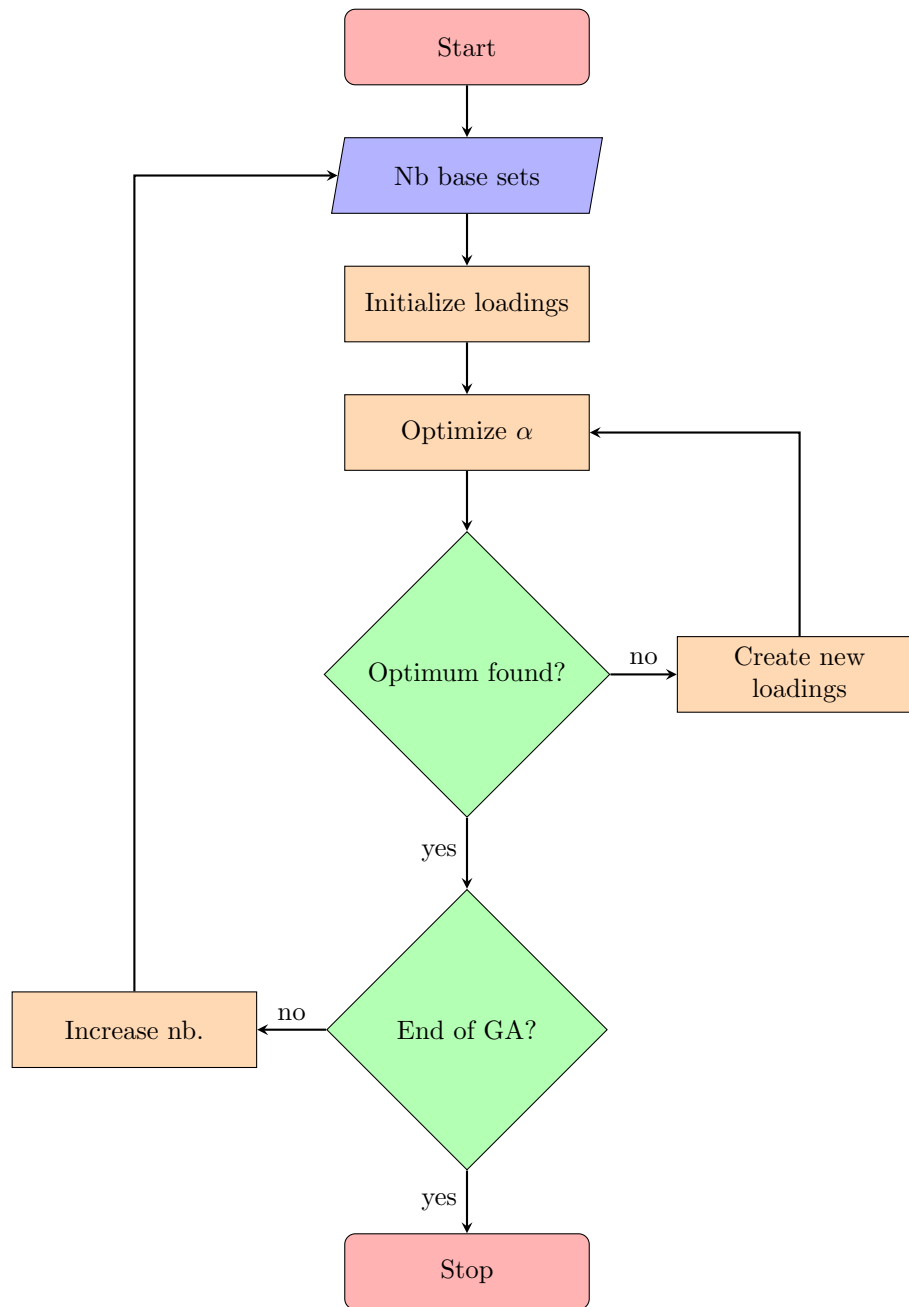 Start
Nb base sets
Initialize loadings
Optimize α
Optimum found?
no
Create new
loadings
yes
End of GA?
no
Increase nb.
yes
Stop